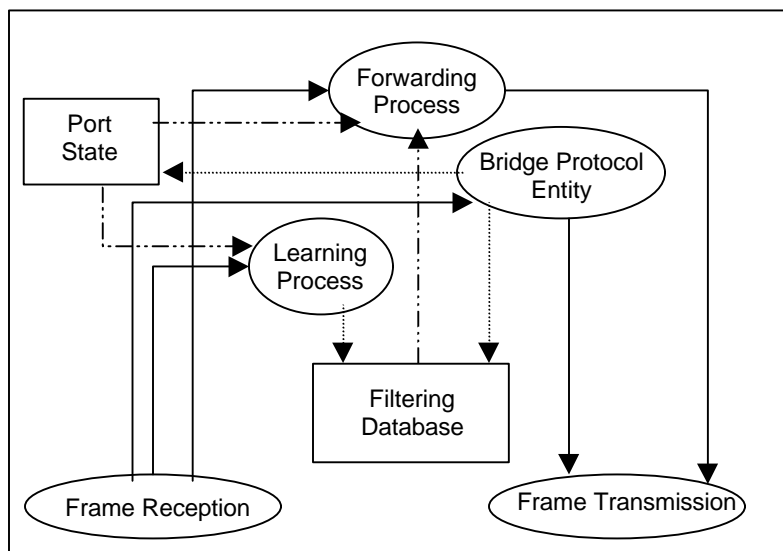 Forwarding
Process
Port
State
Bridge Protocol
Entity
Learning
Process
Filtering
Database
Frame Reception
Frame Transmission